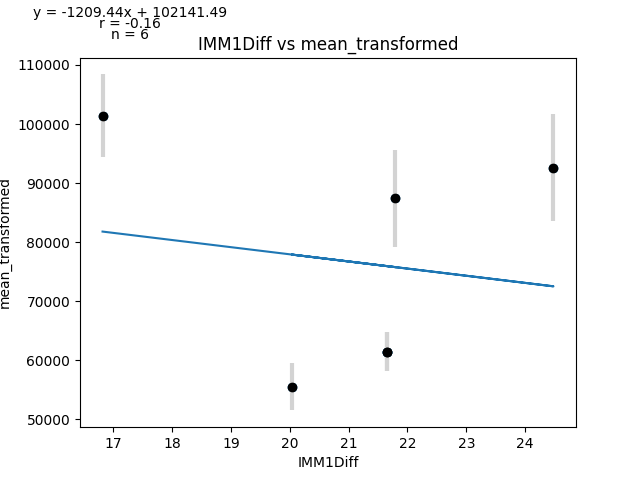 y = -1209.44x + 102141.49
r = -0.16
n = 6
IMM1Diff vs mean_transformed
110000
100000
90000
80000
70000
60000
50000
mean_transformed
17 18 19 20 21 22 23 24
IMM1Diff